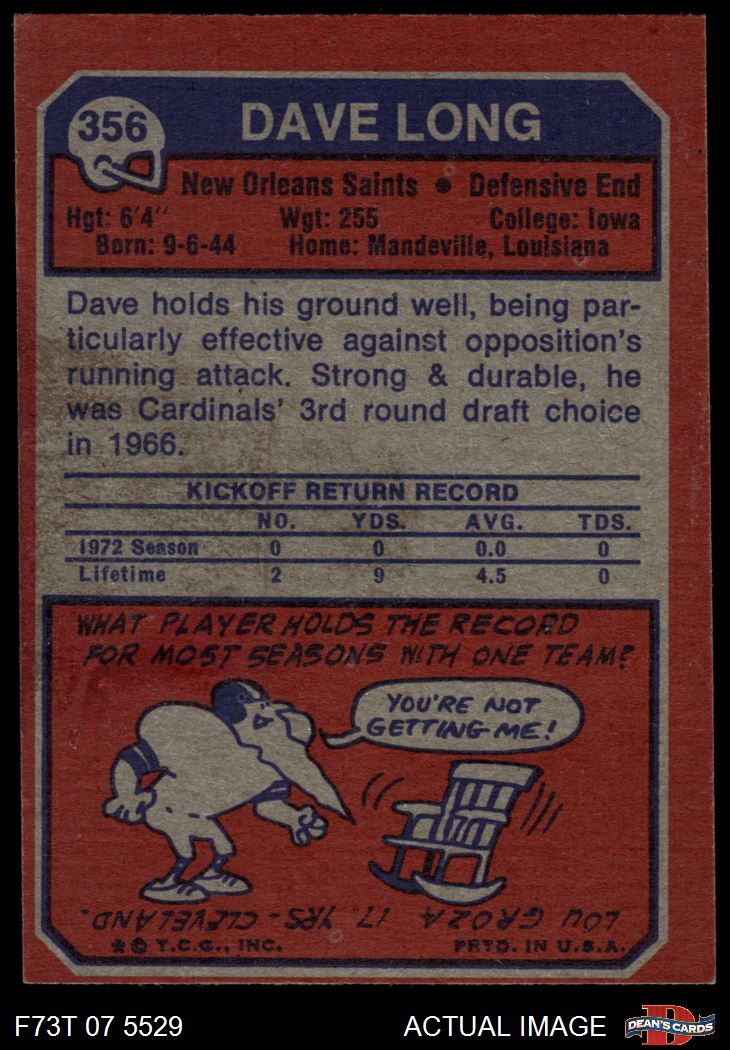 356
DAVE LONG
New Orleans Saints • Defensive End
Hgt: 6'4" Wgt: 255 College: Iowa
Born: 9-6-44 Home: Mandeville, Louisiana
Dave holds his ground well, being par-
ticularly effective against opposition's
running attack. Strong & durable, he
was Cardinals' 3rd round draft choice
in 1966.
KICKOFF RETURN RECORD
NO. YDS. AVG. TDS.
1972 Season 0 0 0.0 0
Lifetime 2 9 4.5 0
WHAT PLAYER HOLDS THE RECORD
FOR MOST SEASONS WITH ONE TEAM?
YOU'RE NOT
GETTING ME!
LOU GROZA 17 YRS - CLEVELAND.
* © T.C.G., INC. PRTD. IN U.S.A.
F73T 07 5529 ACTUAL IMAGE
D
DEAN'S CARDS